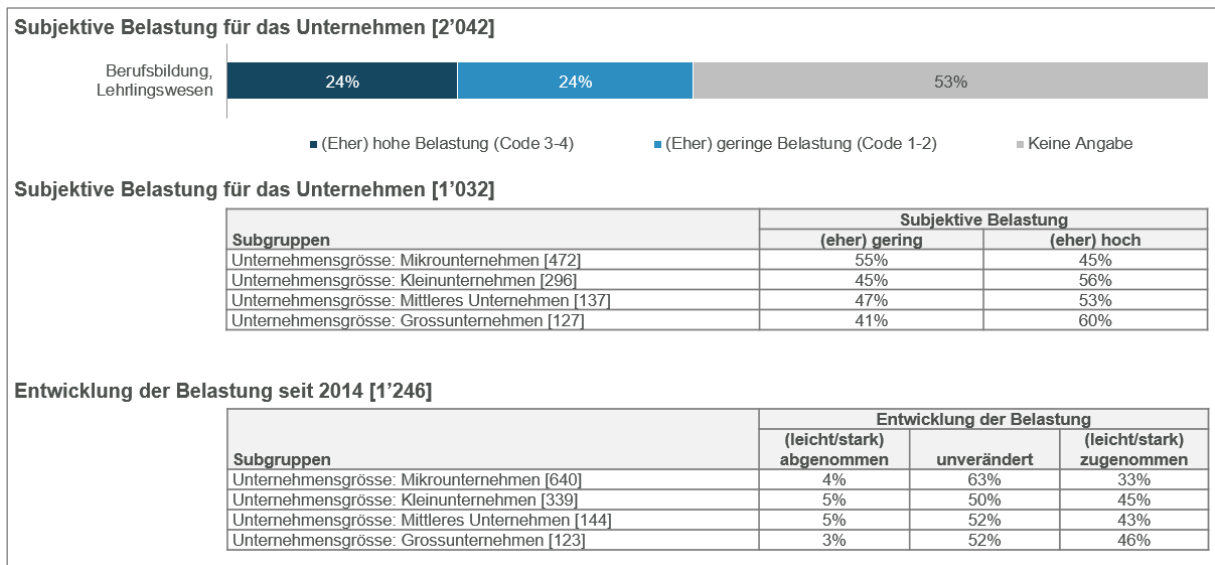 Subjektive Belastung für das Unternehmen [2’042]
Berufsbildung,
Lehrlingswesen
24% 24% 53%
(Eher) hohe Belastung (Code 3-4) (Eher) geringe Belastung (Code 1-2) Keine Angabe
Subjektive Belastung für das Unternehmen [1’032]
Subjektive Belastung
Subgruppen (eher) gering (eher) hoch
Unternehmensgrösse: Mikrounternehmen [472] 55% 45%
Unternehmensgrösse: Kleinunternehmen [296] 45% 56%
Unternehmensgrösse: Mittleres Unternehmen [137] 47% 53%
Unternehmensgrösse: Grossunternehmen [127] 41% 60%
Entwicklung der Belastung seit 2014 [1’246]
Entwicklung der Belastung
(leicht/stark) (leicht/stark)
Subgruppen abgenommen unverändert zugenommen
Unternehmensgrösse: Mikrounternehmen [640] 4% 63% 33%
Unternehmensgrösse: Kleinunternehmen [339] 5% 50% 45%
Unternehmensgrösse: Mittleres Unternehmen [144] 5% 52% 43%
Unternehmensgrösse: Grossunternehmen [123] 3% 52% 46%